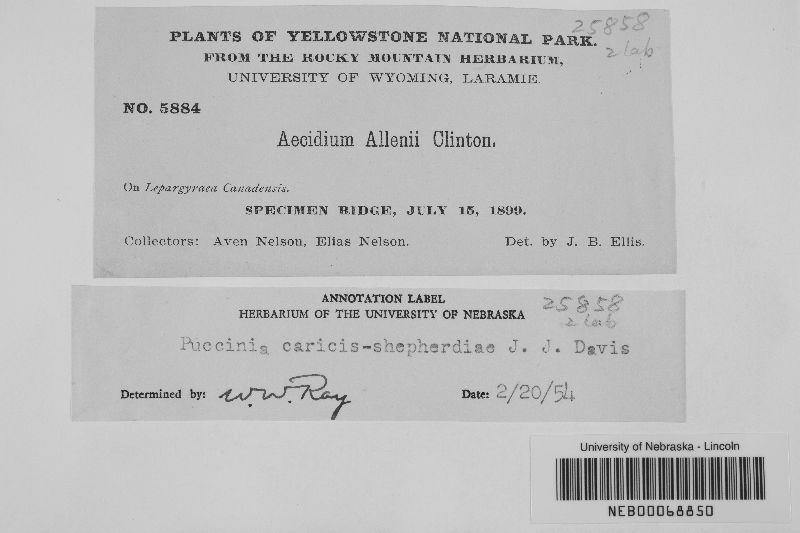 25858
2 lab
PLANTS OF YELLOWSTONE NATIONAL PARK.
FROM THE ROCKY MOUNTAIN HERBARIUM,
UNIVERSITY OF WYOMING, LARAMIE.
NO. 5884
Aecidium Allenii Clinton.
On Lepargyraea Canadensis.
SPECIMEN RIDGE, JULY 15, 1899.
Collectors: Aven Nelson, Elias Nelson. Det. by J. B. Ellis.
ANNOTATION LABEL
HERBARIUM OF THE UNIVERSITY OF NEBRASKA
25858
2 lab
Puccinia caricis-shepherdiae J. J. Davis
Determined by: W.W. Ray Date: 2/20/54
University of Nebraska - Lincoln
NEB00068850